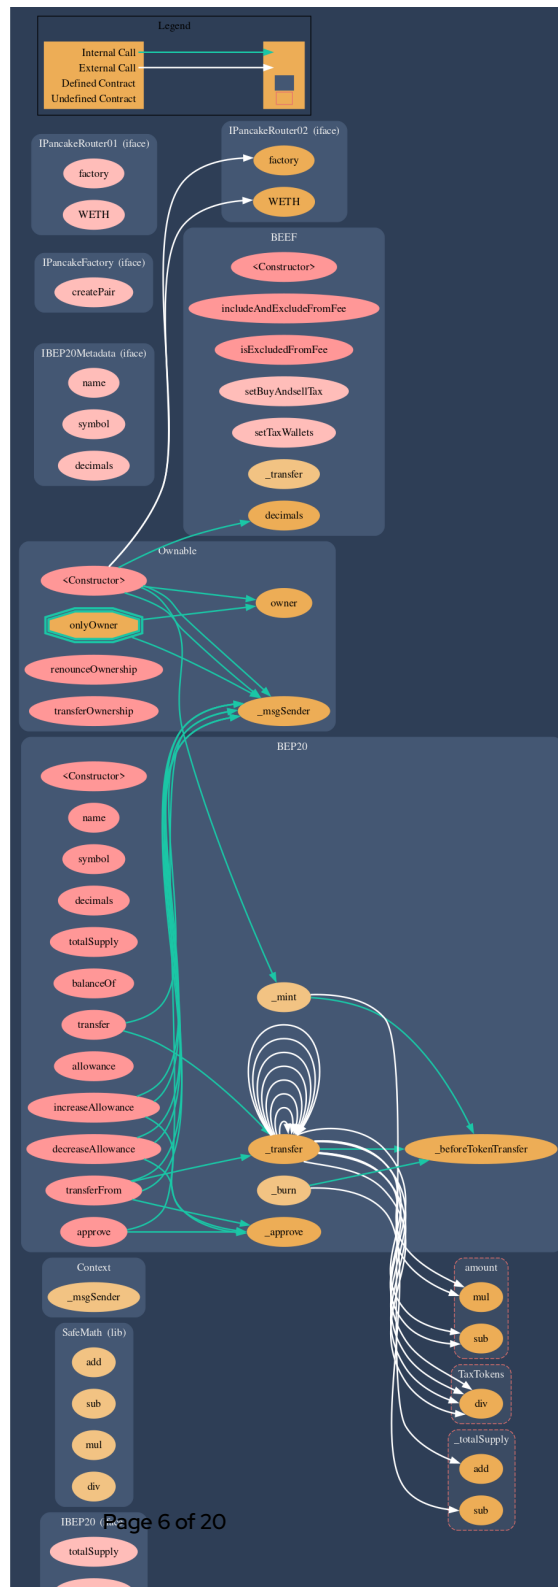 Legend
Internal Call
External Call
Defined Contract
Undefined Contract
IPancakeRouter01 (iface)
factory
WETH
IPancakeRouter02 (iface)
factory
WETH
IPancakeFactory (iface)
createPair
IBEP20Metadata (iface)
name
symbol
decimals
BEEF
<Constructor>
includeAndExcludeFromFee
isExcludedFromFee
setBuyAndsellTax
setTaxWallets
_transfer
decimals
Ownable
<Constructor>
onlyOwner
renounceOwnership
transferOwnership
owner
_msgSender
BEP20
<Constructor>
name
symbol
decimals
totalSupply
balanceOf
transfer
allowance
increaseAllowance
decreaseAllowance
transferFrom
approve
_mint
_transfer
_burn
_approve
_beforeTokenTransfer
Context
_msgSender
SafeMath (lib)
add
sub
mul
div
amount
mul
sub
TaxTokens
div
_totalSupply
add
sub
IBEP20
Page 6 of 20
totalSupply